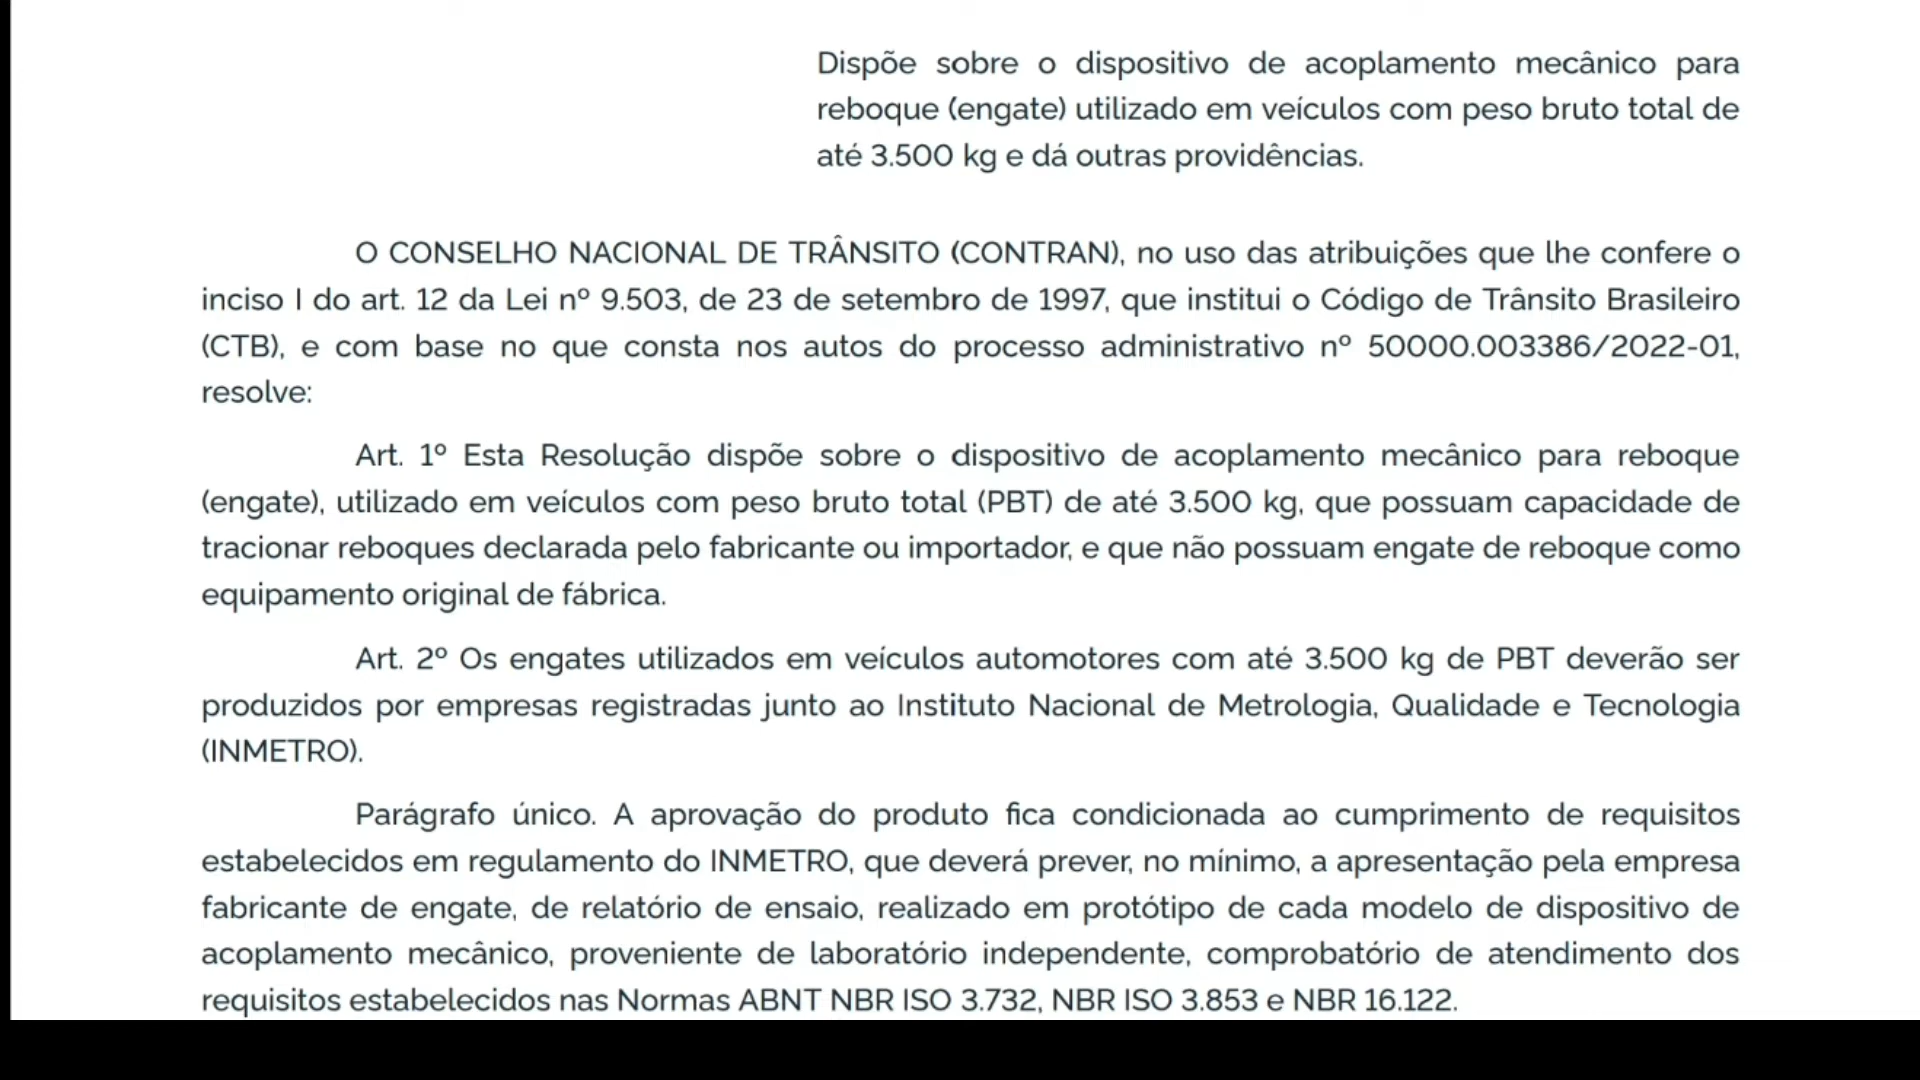 Dispõe sobre o dispositivo de acoplamento mecânico para
reboque (engate) utilizado em veículos com peso bruto total de
até 3.500 kg e dá outras providências.
O CONSELHO NACIONAL DE TRÂNSITO (CONTRAN), no uso das atribuições que lhe confere o
inciso I do art. 12 da Lei nº 9.503, de 23 de setembro de 1997, que institui o Código de Trânsito Brasileiro
(CTB), e com base no que consta nos autos do processo administrativo nº 50000.003386/2022-01,
resolve:
Art. 1º Esta Resolução dispõe sobre o dispositivo de acoplamento mecânico para reboque
(engate), utilizado em veículos com peso bruto total (PBT) de até 3.500 kg, que possuam capacidade de
tracionar reboques declarada pelo fabricante ou importador, e que não possuam engate de reboque como
equipamento original de fábrica.
Art. 2º Os engates utilizados em veículos automotores com até 3.500 kg de PBT deverão ser
produzidos por empresas registradas junto ao Instituto Nacional de Metrologia, Qualidade e Tecnologia
(INMETRO).
Parágrafo único. A aprovação do produto fica condicionada ao cumprimento de requisitos
estabelecidos em regulamento do INMETRO, que deverá prever, no mínimo, a apresentação pela empresa
fabricante de engate, de relatório de ensaio, realizado em protótipo de cada modelo de dispositivo de
acoplamento mecânico, proveniente de laboratório independente, comprobatório de atendimento dos
requisitos estabelecidos nas Normas ABNT NBR ISO 3.732, NBR ISO 3.853 e NBR 16.122.